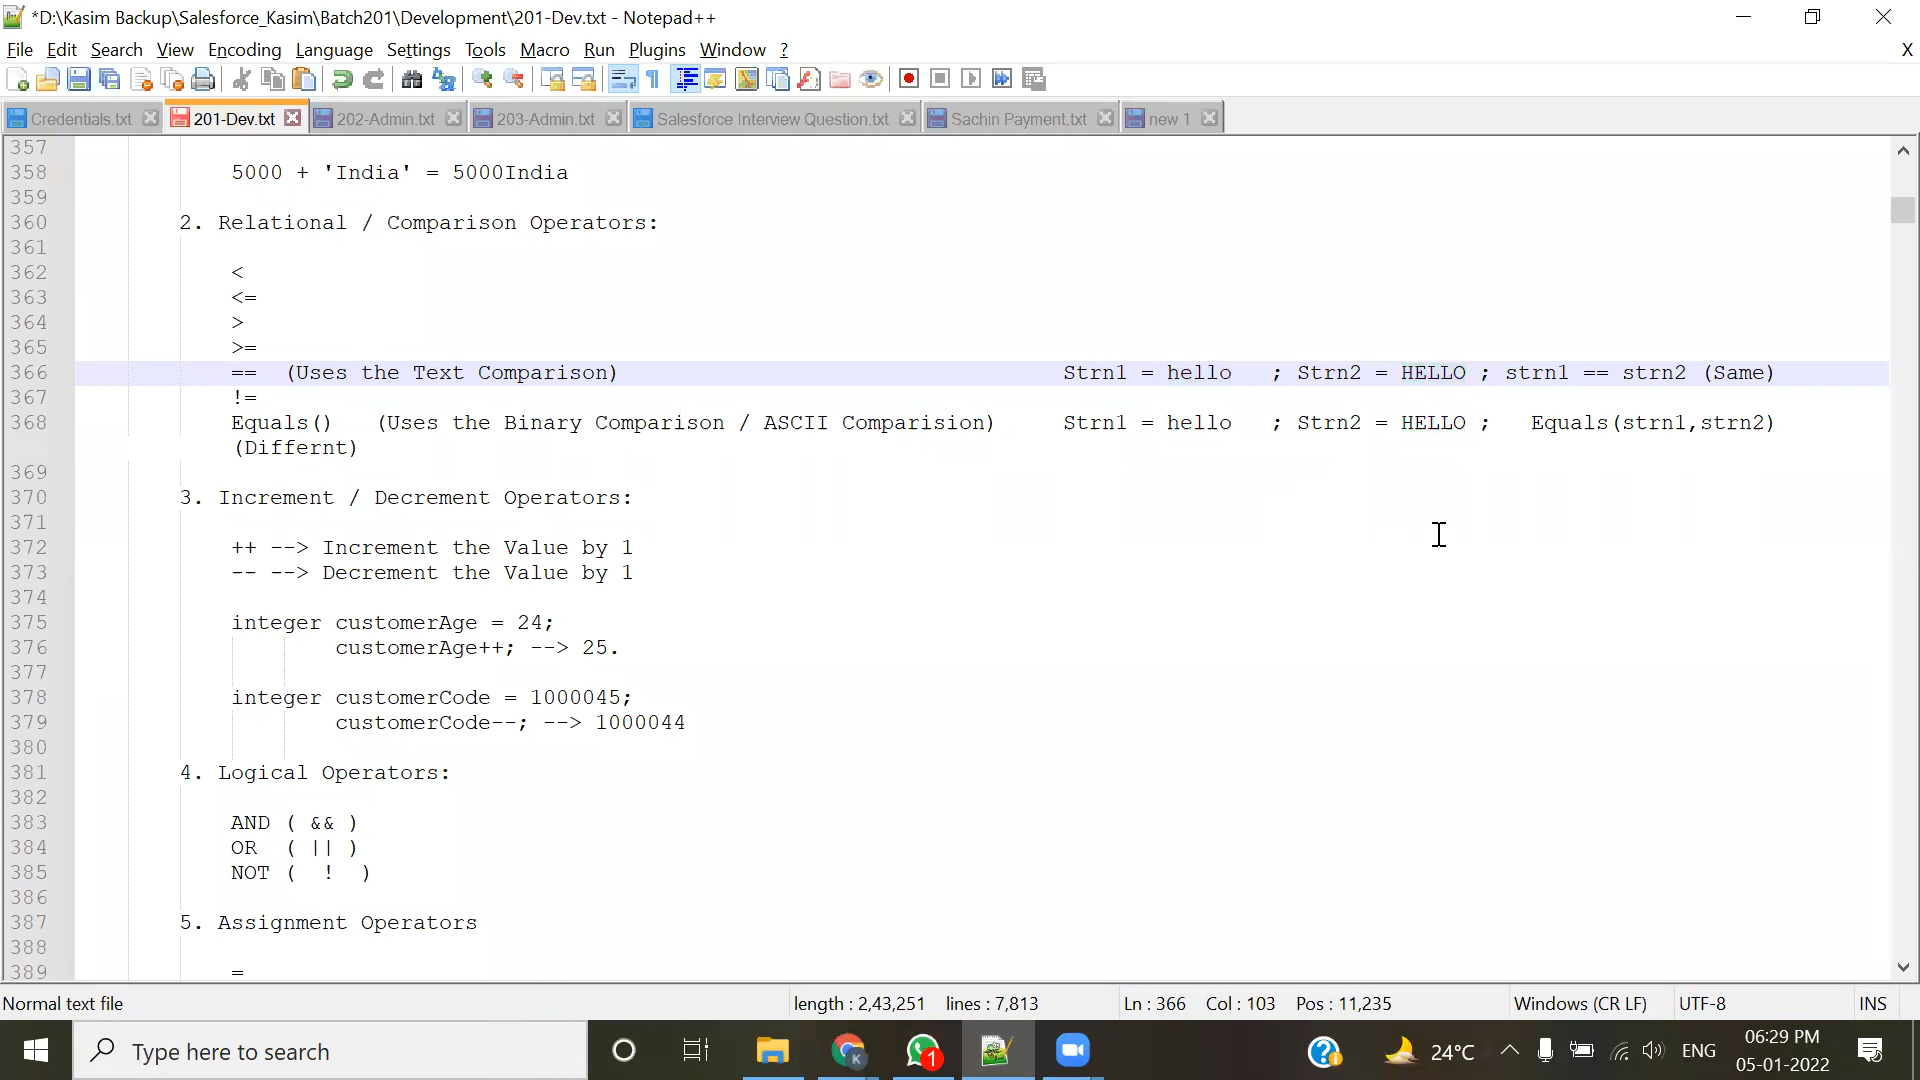 *D:\Kasim Backup\Salesforce_Kasim\Batch201\Development\201-Dev.txt - Notepad++
File Edit Search View Encoding Language Settings Tools Macro Run Plugins Window ? X
Credentials.txt 201-Dev.txt 202-Admin.txt 203-Admin.txt Salesforce Interview Question.txt Sachin Payment.txt new 1
357
358 5000 + 'India' = 5000India
359
360 2. Relational / Comparison Operators:
361
362 <
363 <=
364 >
365 >=
366 == (Uses the Text Comparison) Strn1 = hello ; Strn2 = HELLO ; strn1 == strn2 (Same)
367 !=
368 Equals() (Uses the Binary Comparison / ASCII Comparision) Strn1 = hello ; Strn2 = HELLO ; Equals(strn1,strn2)
(Differnt)
369
370 3. Increment / Decrement Operators:
371
372 ++ --> Increment the Value by 1
373 -- --> Decrement the Value by 1
374
375 integer customerAge = 24;
376 customerAge++; --> 25.
377
378 integer customerCode = 1000045;
379 customerCode--; --> 1000044
380
381 4. Logical Operators:
382
383 AND ( && )
384 OR ( || )
385 NOT ( ! )
386
387 5. Assignment Operators
388
389 =
Normal text file length : 2,43,251 lines : 7,813 Ln : 366 Col : 103 Pos : 11,235 Windows (CR LF) UTF-8 INS
Type here to search 1 24°C ENG 06:29 PM
05-01-2022